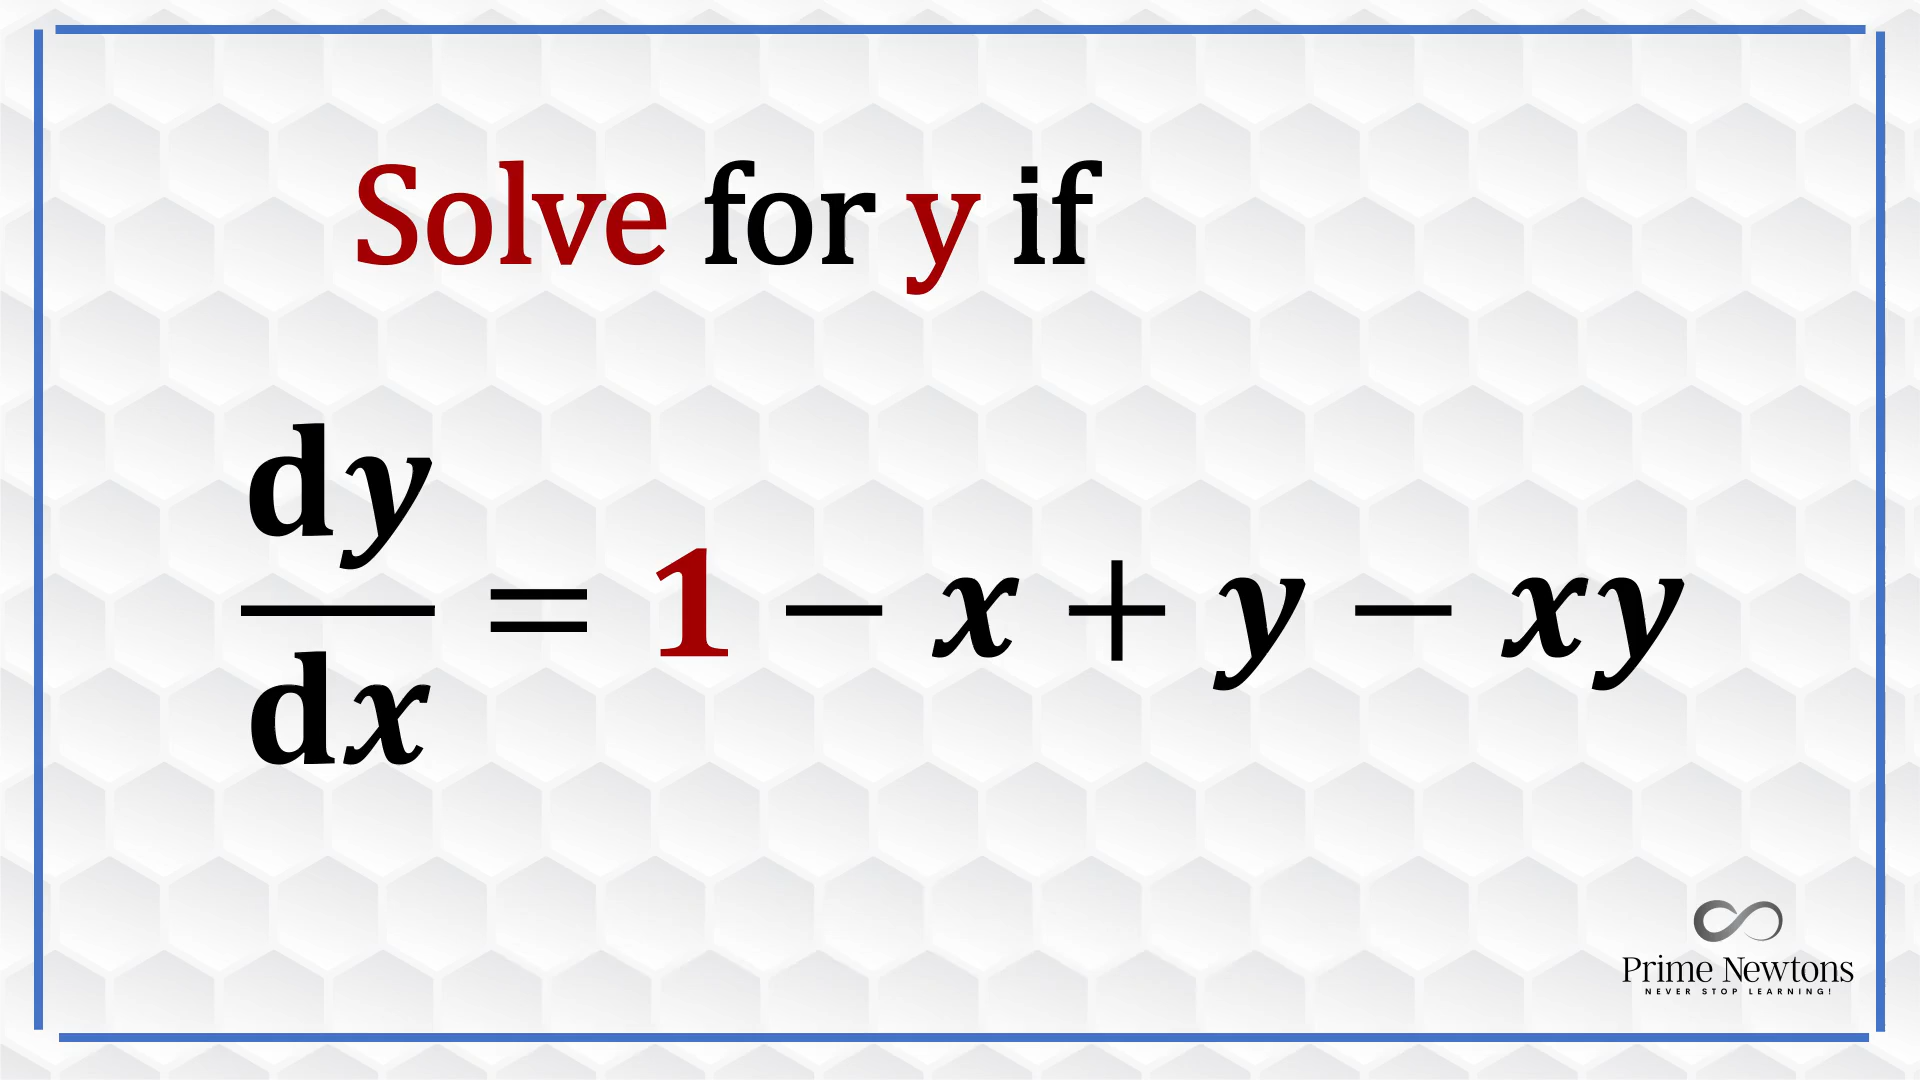 Solve for y if
dy/dx = 1 − x + y − xy
Prime Newtons
NEVER STOP LEARNING!